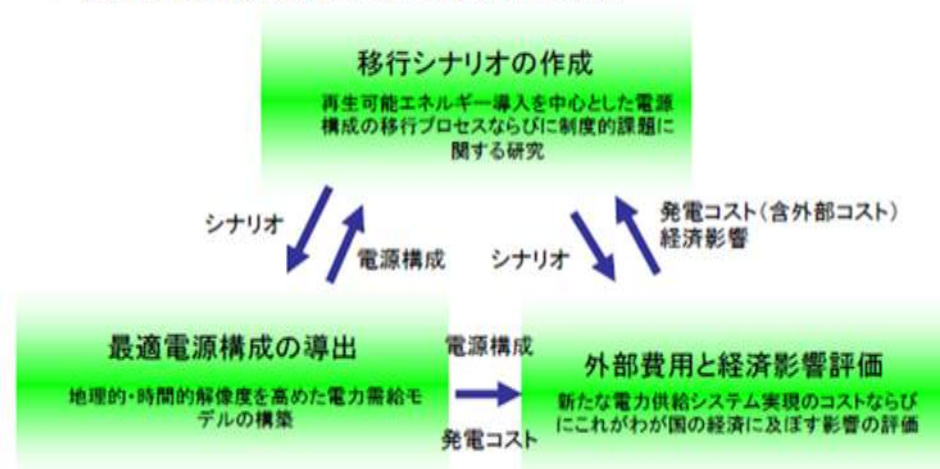 移行シナリオの作成
再生可能エネルギー導入を中心とした電源
構成の移行プロセスならびに制度的課題に
関する研究
シナリオ
電源構成
シナリオ
発電コスト(含外部コスト)
経済影響
最適電源構成の導出
地理的・時間的解像度を高めた電力需給モ
デルの構築
電源構成
発電コスト
外部費用と経済影響評価
新たな電力供給システム実現のコストならび
にこれがわが国の経済に及ぼす影響の評価